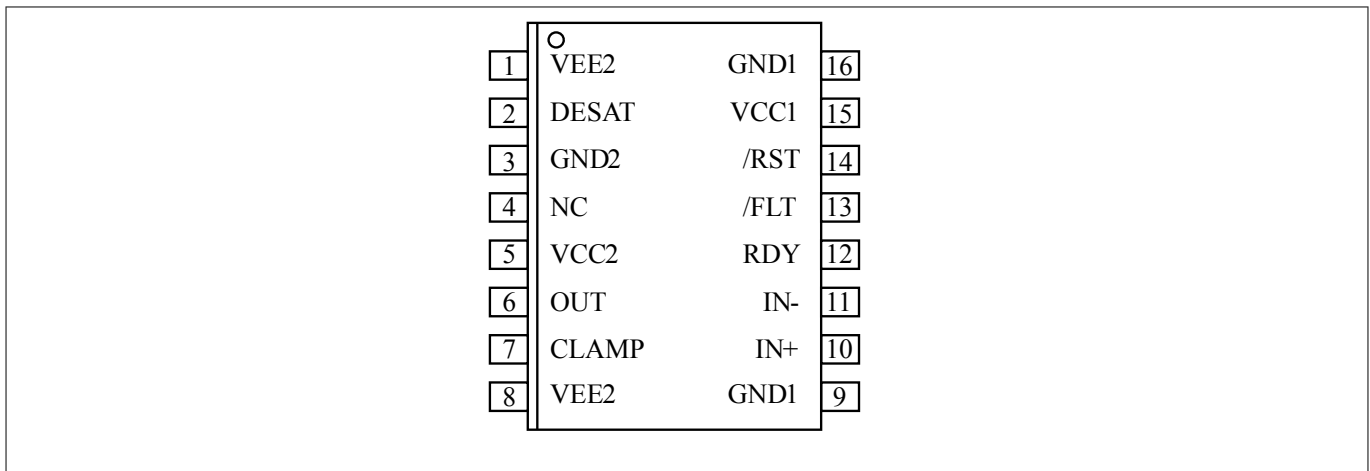 1 VEE2 GND1 16
2 DESAT VCC1 15
3 GND2 /RST 14
4 NC /FLT 13
5 VCC2 RDY 12
6 OUT IN- 11
7 CLAMP IN+ 10
8 VEE2 GND1 9